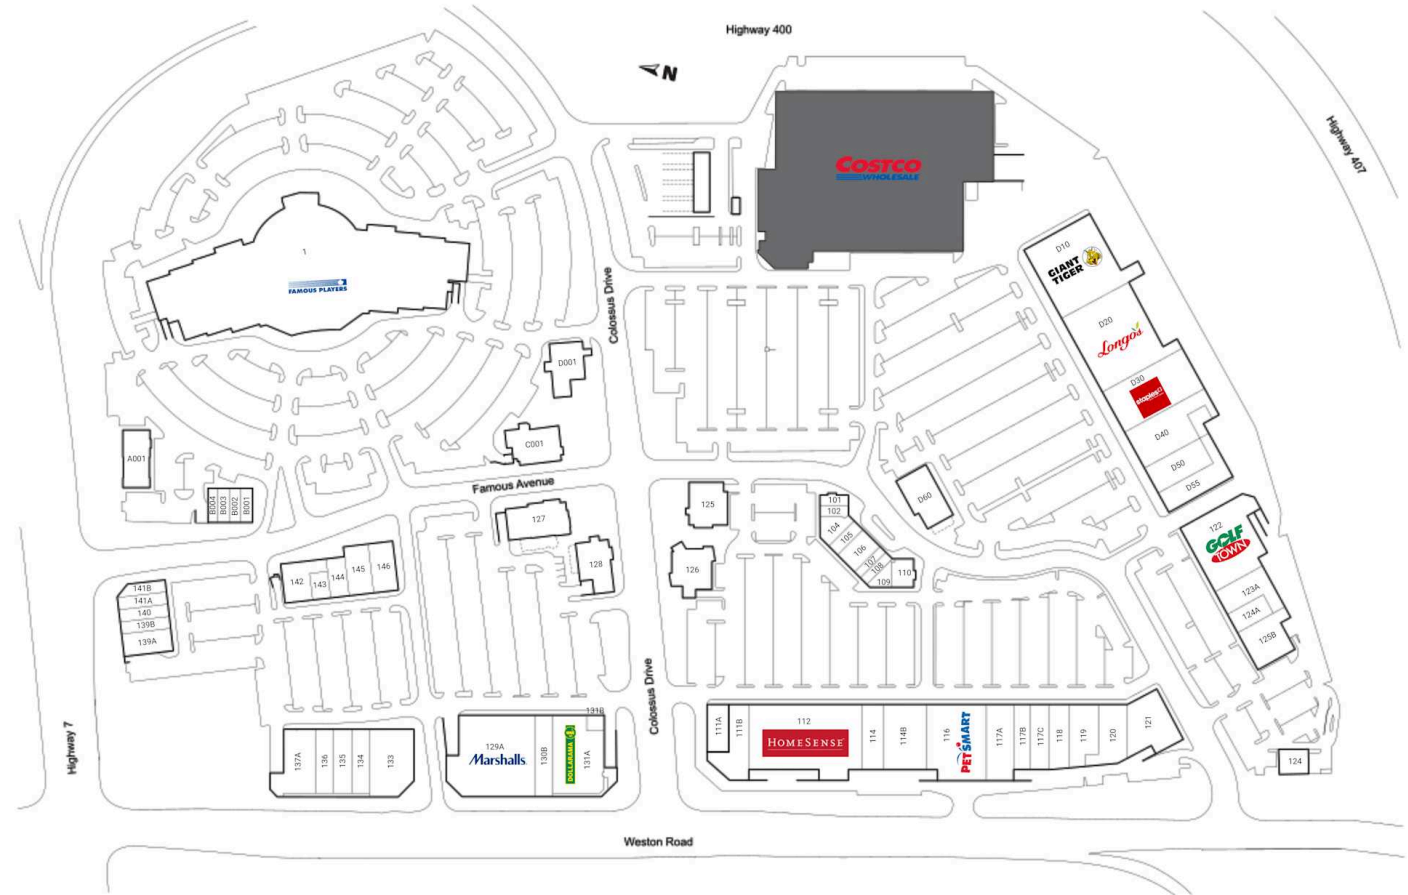 Highway 400
N
Highway 407
COSTCO
WHOLESALE
1
FAMOUS PLAYERS
Colossus Drive
D10
GIANT
TIGER
D20
Longo's
D30
staples
D40
D50
D55
D001
C001
A001
B004
B003
B002
B001
Famous Avenue
127
128
125
126
D60
101
102
104
105
106
107
108
109
110
122
GOLF
TOWN
123A
124A
125B
142
143
144
145
146
141B
141A
140
139B
139A
Colossus Drive
Highway 7
137A
136
135
134
133
129A
Marshalls
130B
DOLLARAMA
131B
131A
111A
111B
112
HOMESENSE
114
114B
116
PETSMART
117A
117B
117C
118
119
120
121
124
Weston Road